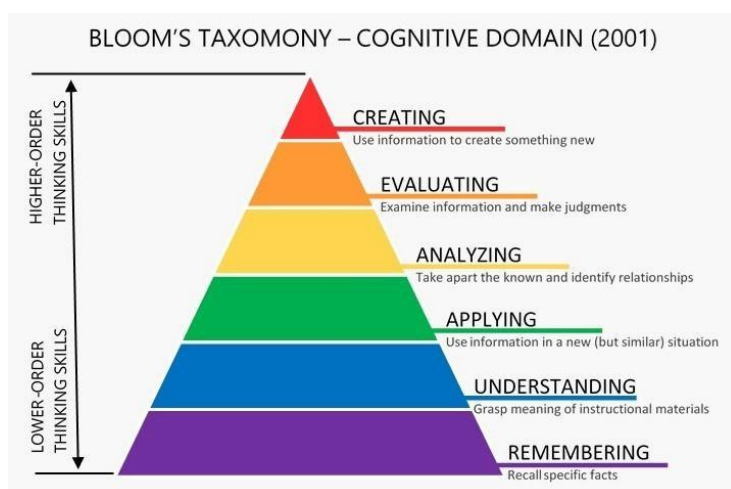 BLOOM'S TAXOMONY – COGNITIVE DOMAIN (2001)
HIGHER-ORDER
THINKING SKILLS
LOWER-ORDER
THINKING SKILLS
CREATING
Use information to create something new
EVALUATING
Examine information and make judgments
ANALYZING
Take apart the known and identify relationships
APPLYING
Use information in a new (but similar) situation
UNDERSTANDING
Grasp meaning of instructional materials
REMEMBERING
Recall specific facts